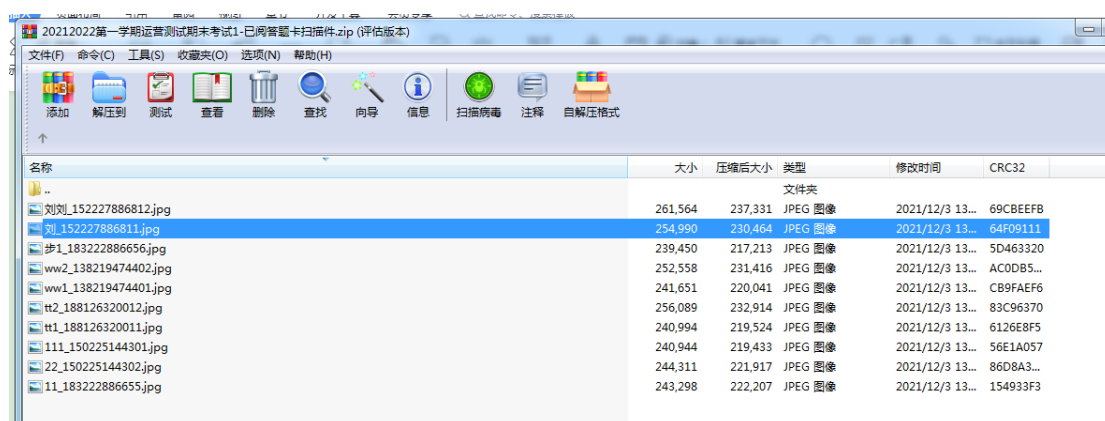 20212022第一学期运营测试期末考试1-已阅答题卡扫描件.zip (评估版本)
文件(F) 命令(C) 工具(S) 收藏夹(O) 选项(N) 帮助(H)
添加 解压到 测试 查看 删除 查找 向导 信息 扫描病毒 注释 自解压格式
名称 大小 压缩后大小 类型 修改时间 CRC32
.. 文件夹
刘刘_152227886812.jpg 261,564 237,331 JPEG 图像 2021/12/3 13... 69CBEEFB
刘_152227886811.jpg 254,990 230,464 JPEG 图像 2021/12/3 13... 64F09111
步1_183222886656.jpg 239,450 217,213 JPEG 图像 2021/12/3 13... 5D463320
ww2_138219474402.jpg 252,558 231,416 JPEG 图像 2021/12/3 13... AC0DB5...
ww1_138219474401.jpg 241,651 220,041 JPEG 图像 2021/12/3 13... CB9FAEF6
tt2_188126320012.jpg 256,089 232,914 JPEG 图像 2021/12/3 13... 83C96370
tt1_188126320011.jpg 240,994 219,524 JPEG 图像 2021/12/3 13... 6126E8F5
111_150225144301.jpg 240,944 219,433 JPEG 图像 2021/12/3 13... 56E1A057
22_150225144302.jpg 244,311 221,917 JPEG 图像 2021/12/3 13... 86D8A3...
11_183222886655.jpg 243,298 222,207 JPEG 图像 2021/12/3 13... 154933F3